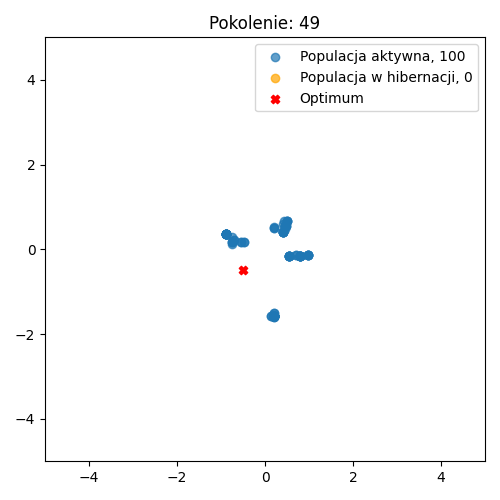 Pokolenie: 49
Populacja aktywna, 100
Populacja w hibernacji, 0
Optimum
4
2
0
−2
−4
−4 −2 0 2 4